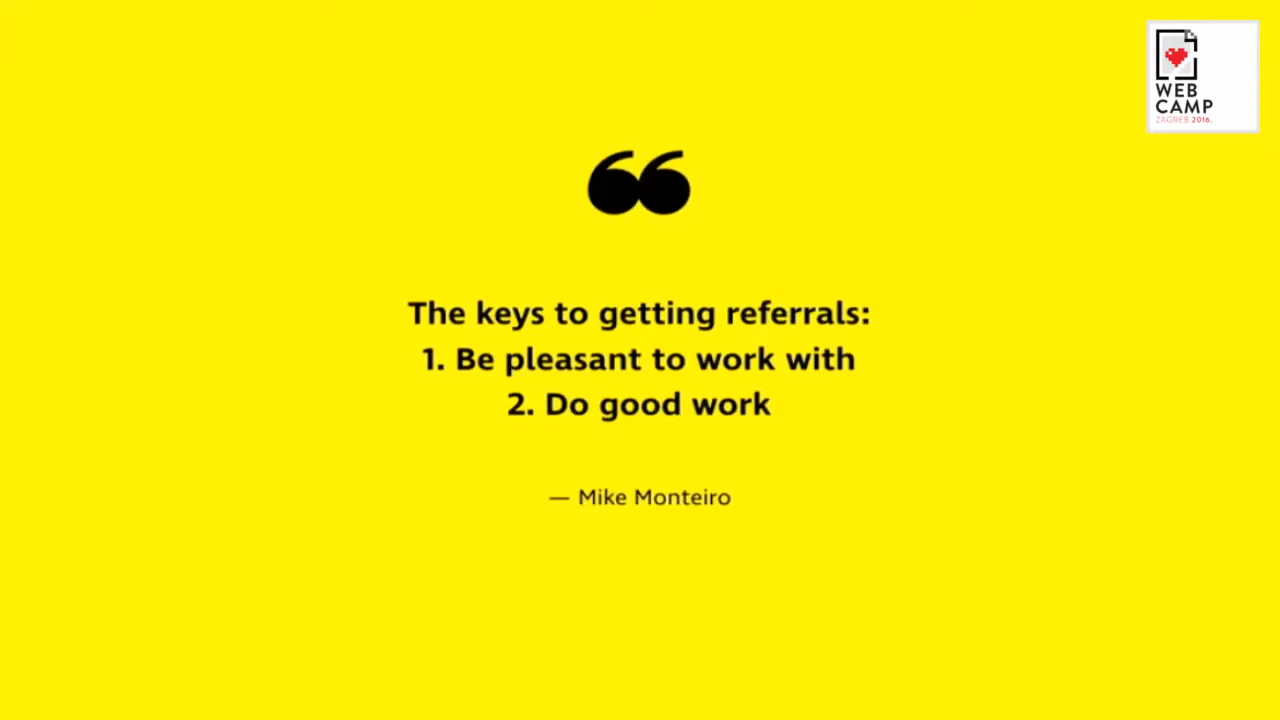 WEB
CAMP
ZAGREB 2016.
❝
The keys to getting referrals:
1. Be pleasant to work with
2. Do good work
— Mike Monteiro